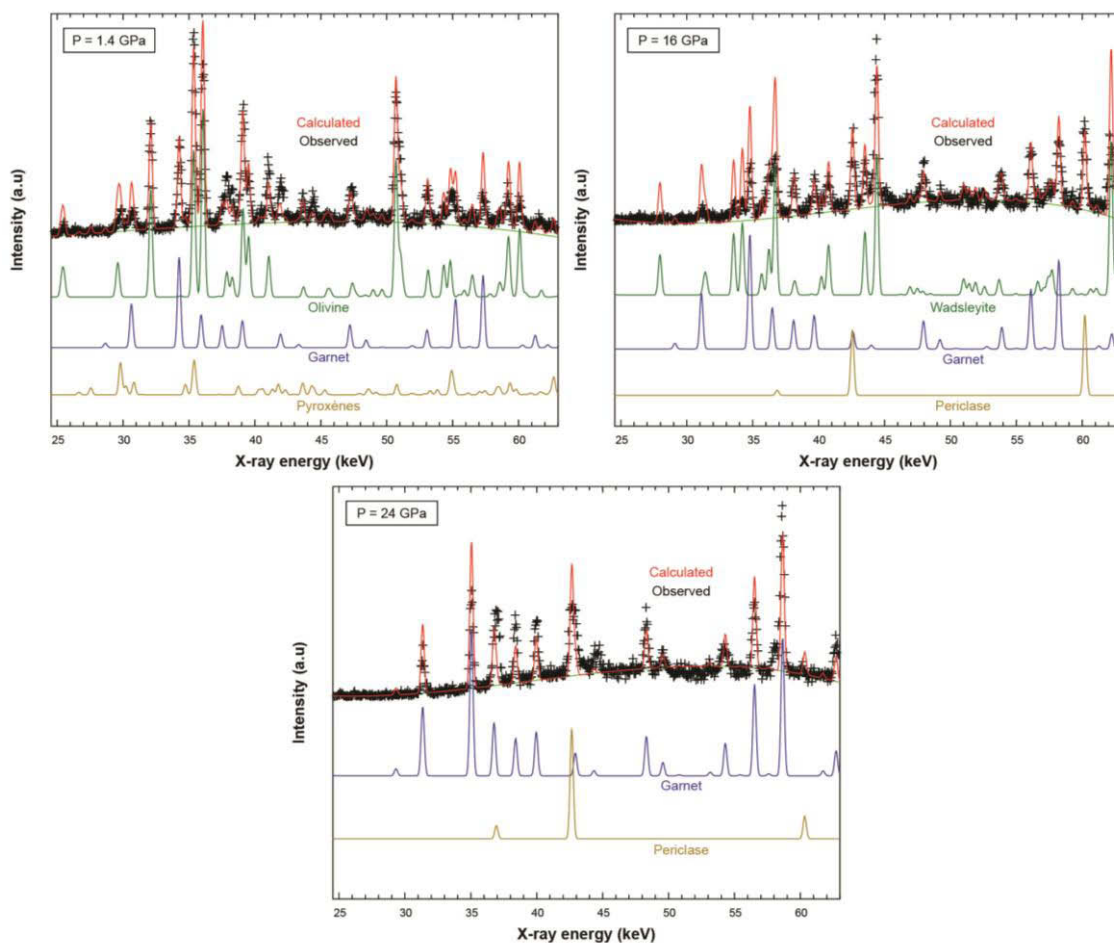 P = 1.4 GPa
Calculated
Observed
Olivine
Garnet
Pyroxènes
Intensity (a.u)
25 30 35 40 45 50 55 60
X-ray energy (keV)
P = 16 GPa
Calculated
Observed
Wadsleyite
Garnet
Periclase
Intensity (a.u)
25 30 35 40 45 50 55 60
X-ray energy (keV)
P = 24 GPa
Calculated
Observed
Garnet
Periclase
Intensity (a.u)
25 30 35 40 45 50 55 60
X-ray energy (keV)